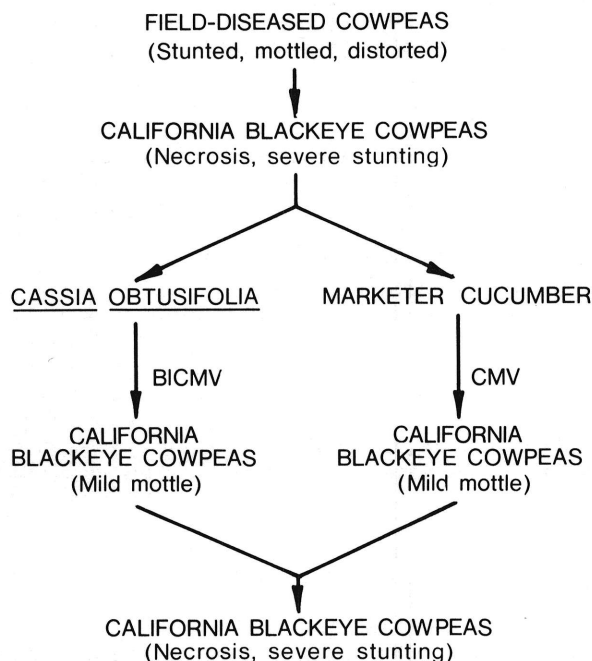 FIELD-DISEASED COWPEAS
(Stunted, mottled, distorted)
CALIFORNIA BLACKEYE COWPEAS
(Necrosis, severe stunting)
CASSIA OBTUSIFOLIA
MARKETER CUCUMBER
BICMV
CMV
CALIFORNIA
BLACKEYE COWPEAS
(Mild mottle)
CALIFORNIA
BLACKEYE COWPEAS
(Mild mottle)
CALIFORNIA BLACKEYE COWPEAS
(Necrosis, severe stunting)